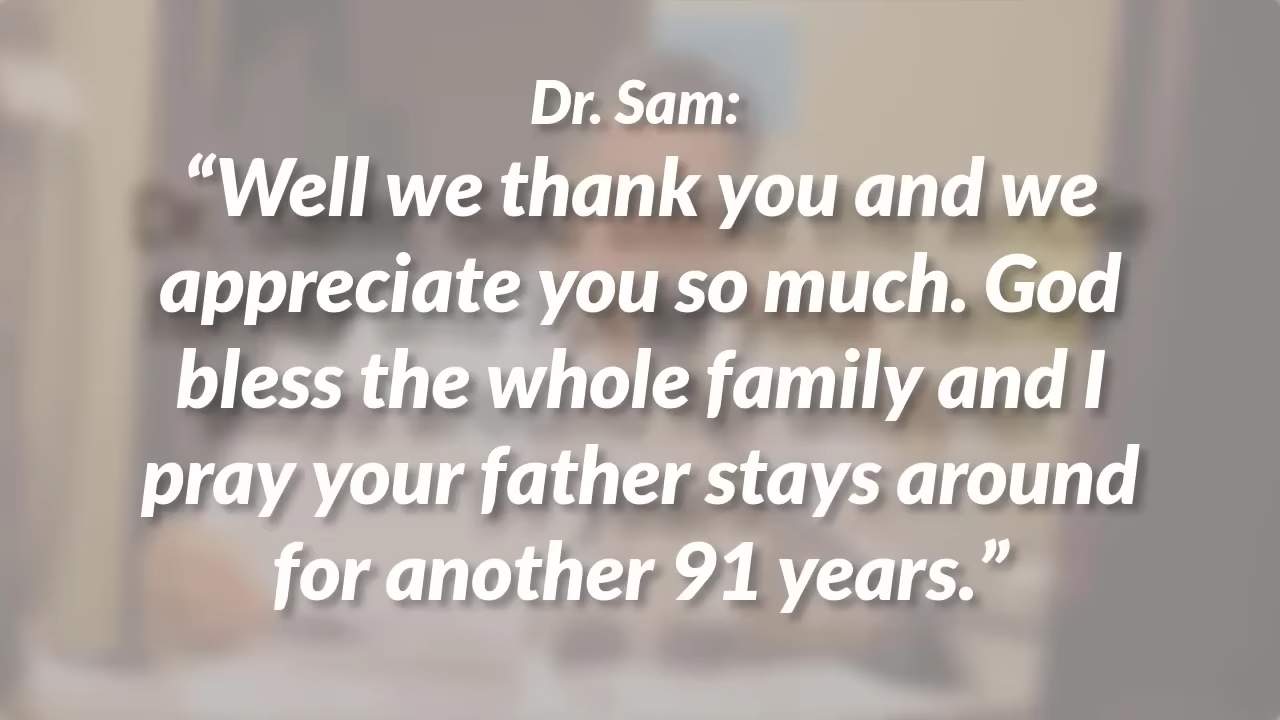 Dr. Sam:
“Well we thank you and we
appreciate you so much. God
bless the whole family and I
pray your father stays around
for another 91 years.”